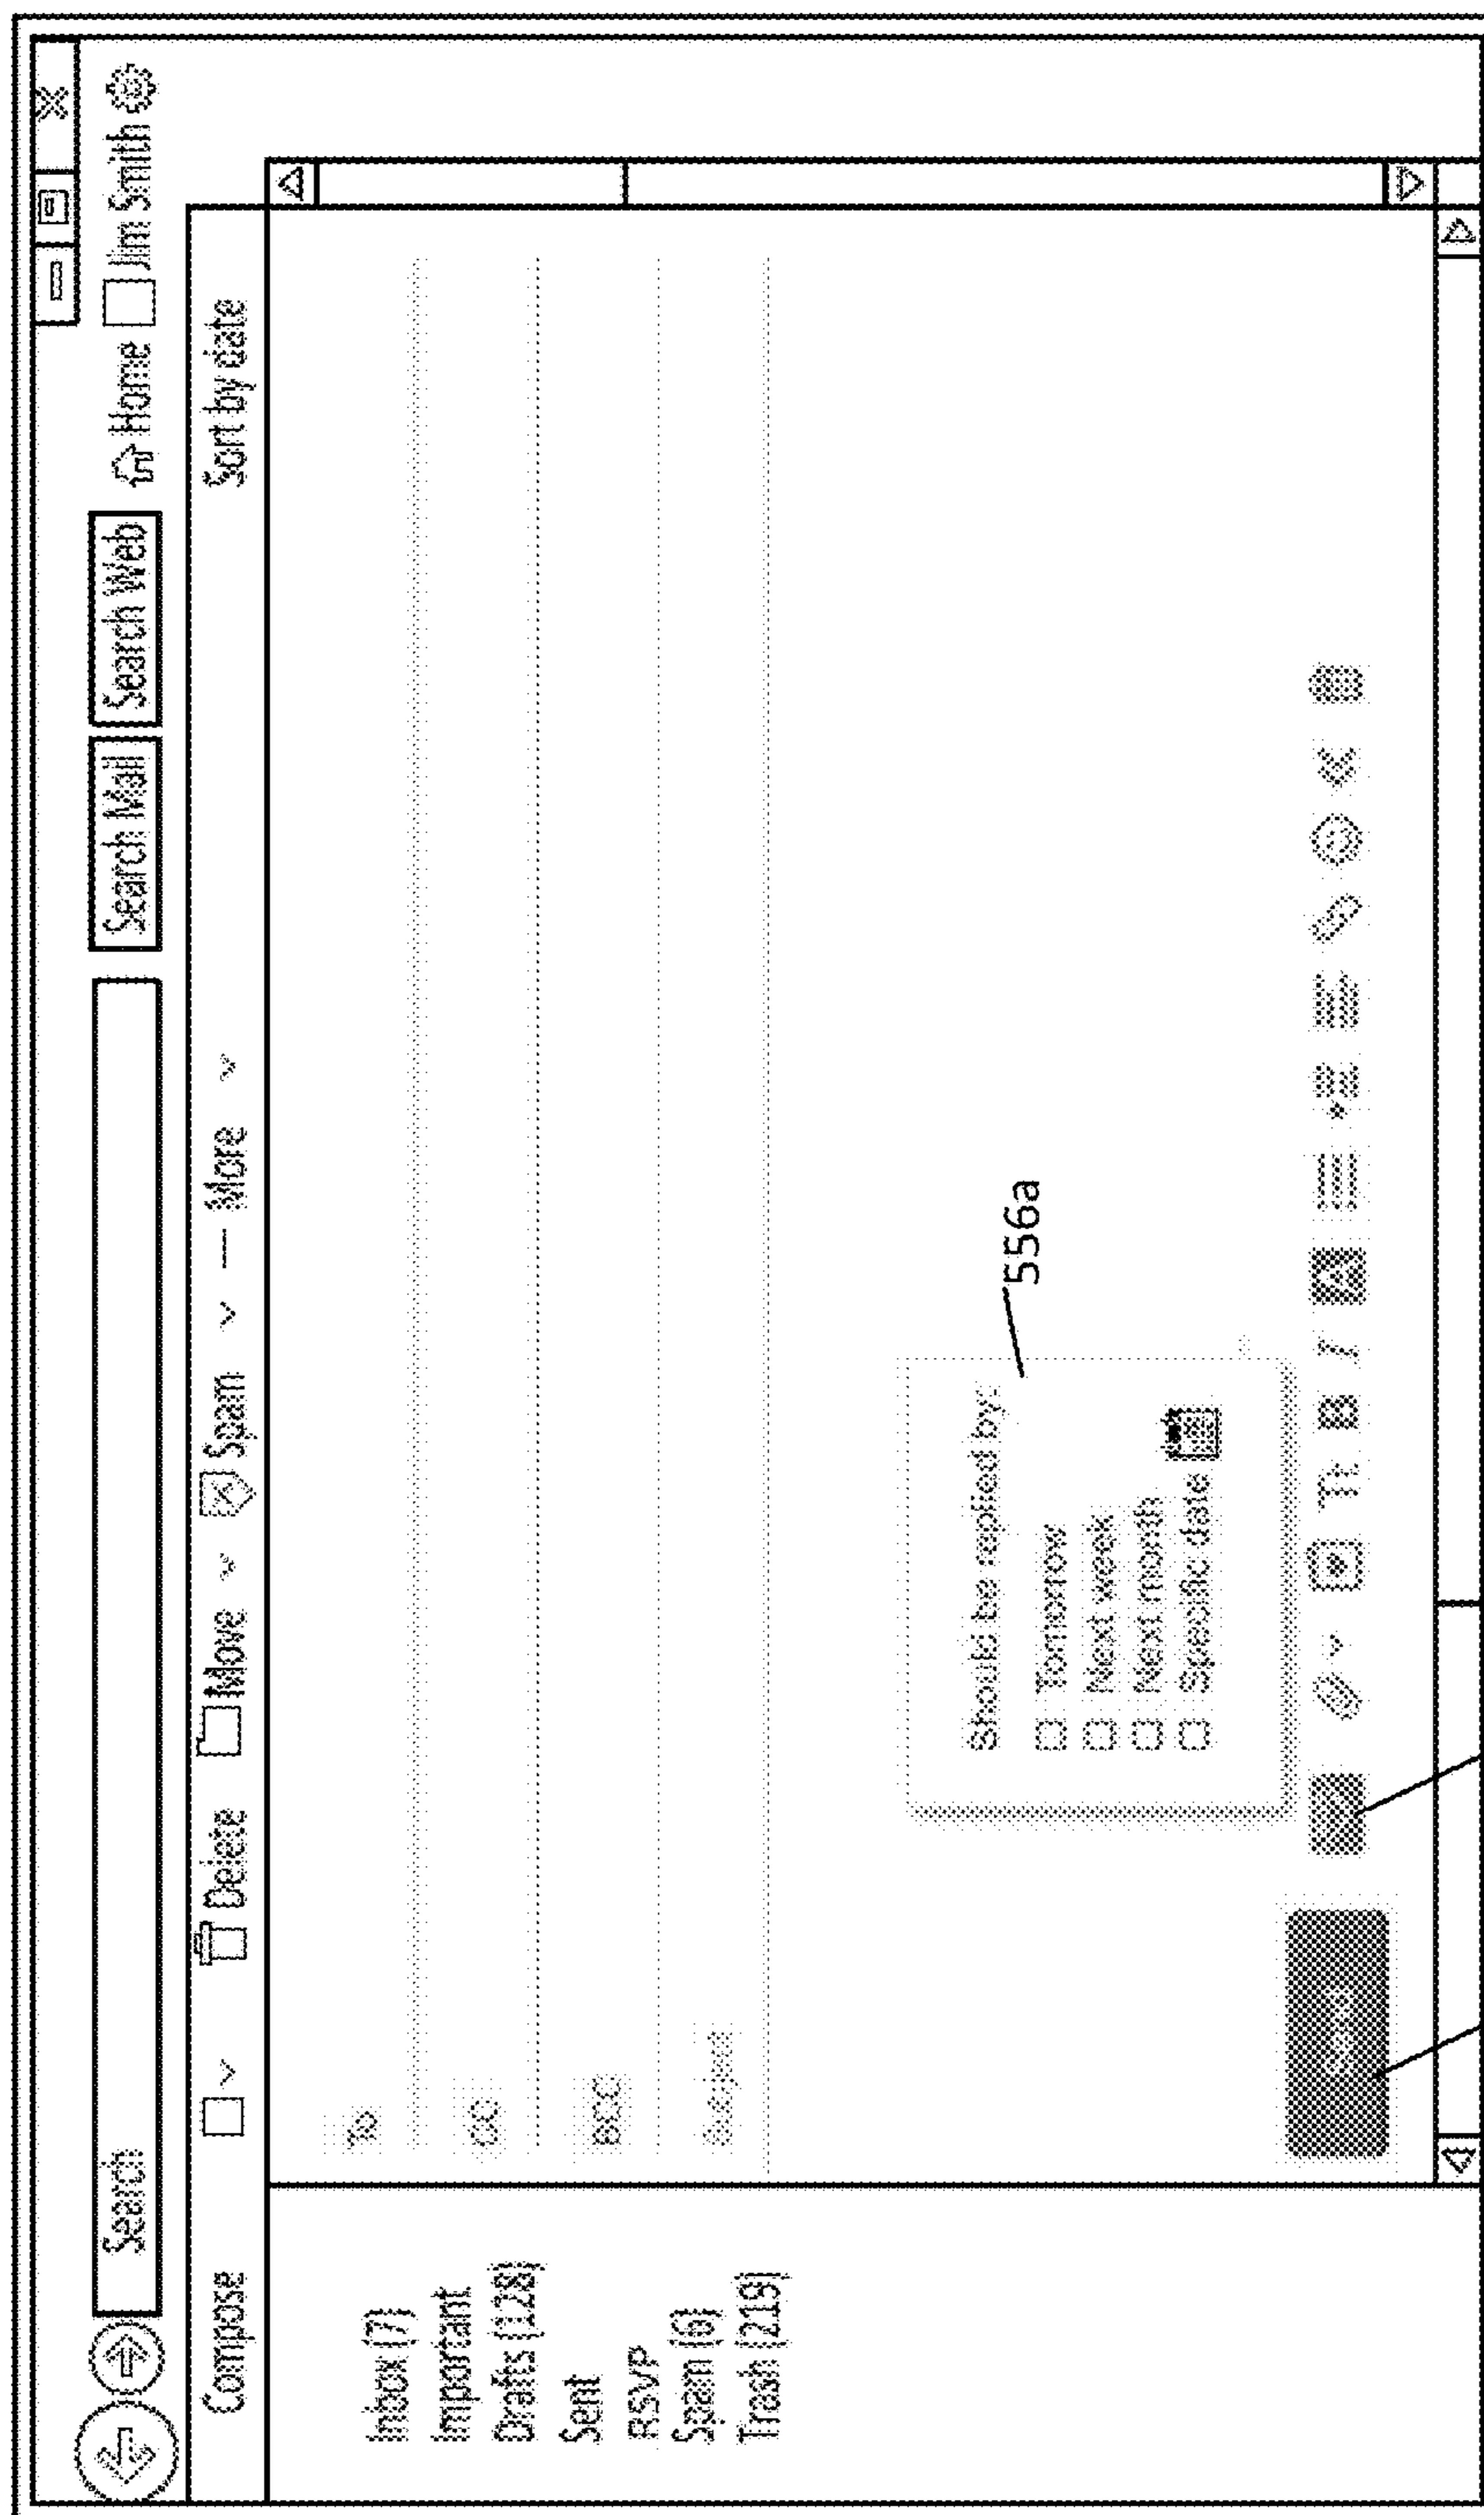 Search
Search Mail
Search Web
Home
Jim Smith
Compose
Delete
Move
Spam
More
Sort by date
Inbox (7)
Important
Drafts (128)
Sent
RSVP
Spam (6)
Trash (219)
To
CC
BCC
Subject
Should be replied by:
Tomorrow
Next week
Next month
Specific date
556a
Tt B I A